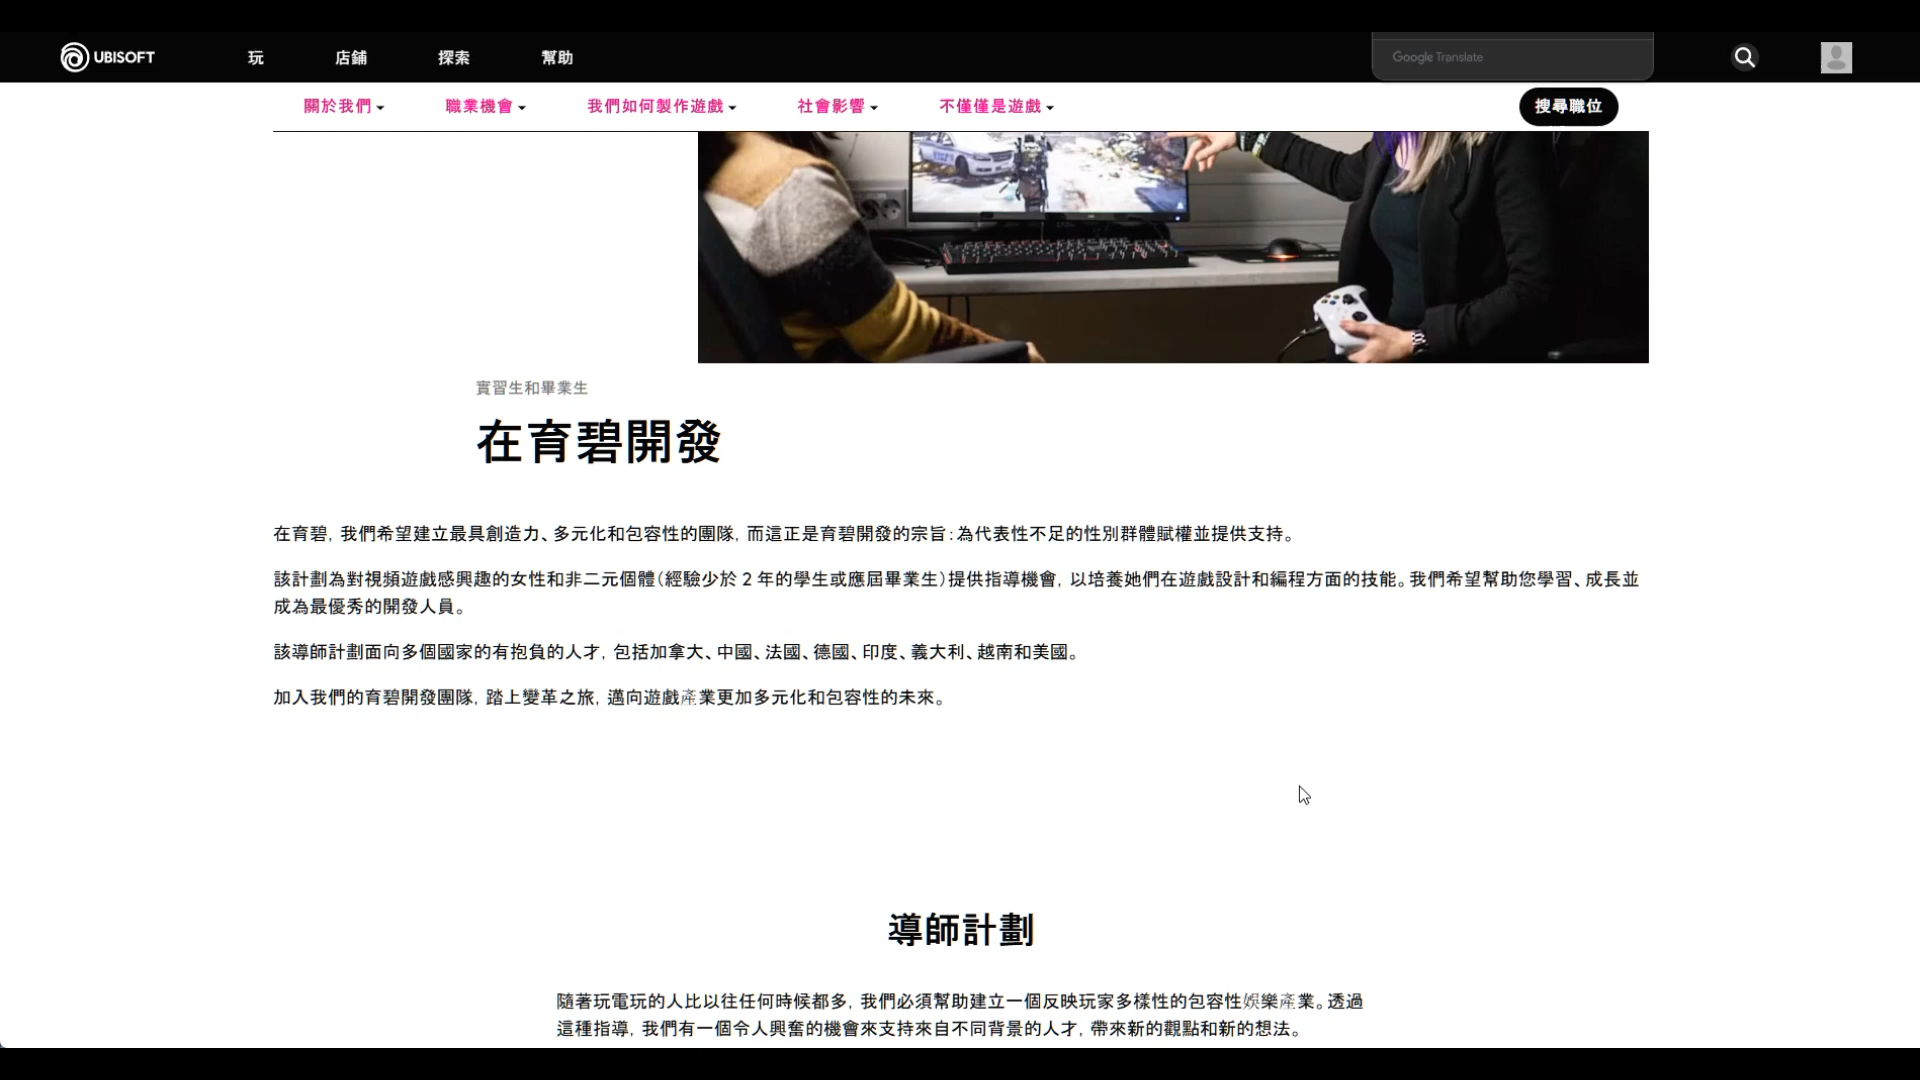 UBISOFT 玩 店鋪 探索 幫助 Google Translate
關於我們 職業機會 我們如何製作遊戲 社會影響 不僅僅是遊戲 搜尋職位
實習生和畢業生
在育碧開發
在育碧, 我們希望建立最具創造力、多元化和包容性的團隊, 而這正是育碧開發的宗旨:為代表性不足的性別群體賦權並提供支持。
該計劃為對視頻遊戲感興趣的女性和非二元個體(經驗少於 2 年的學生或應屆畢業生)提供指導機會, 以培養她們在遊戲設計和編程方面的技能。我們希望幫助您學習、成長並
成為最優秀的開發人員。
該導師計劃面向多個國家的有抱負的人才, 包括加拿大、中國、法國、德國、印度、義大利、越南和美國。
加入我們的育碧開發團隊, 踏上變革之旅, 邁向遊戲產業更加多元化和包容性的未來。
導師計劃
隨著玩電玩的人比以往任何時候都多, 我們必須幫助建立一個反映玩家多樣性的包容性娛樂產業。透過
這種指導, 我們有一個令人興奮的機會來支持來自不同背景的人才, 帶來新的觀點和新的想法。